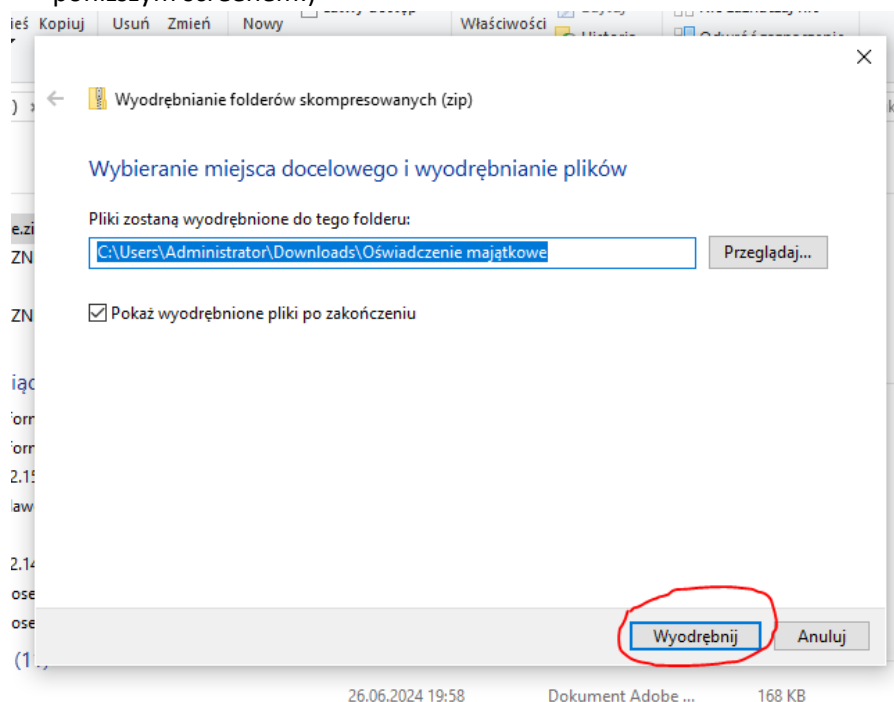 Kopiuj Usuń Zmień Nowy Właściwości
Wyodrębnianie folderów skompresowanych (zip)
Wybieranie miejsca docelowego i wyodrębnianie plików
Pliki zostaną wyodrębnione do tego folderu:
C:\Users\Administrator\Downloads\Oświadczenie majątkowe
Przeglądaj...
Pokaż wyodrębnione pliki po zakończeniu
Wyodrębnij Anuluj
26.06.2024 19:58 Dokument Adobe ... 168 KB